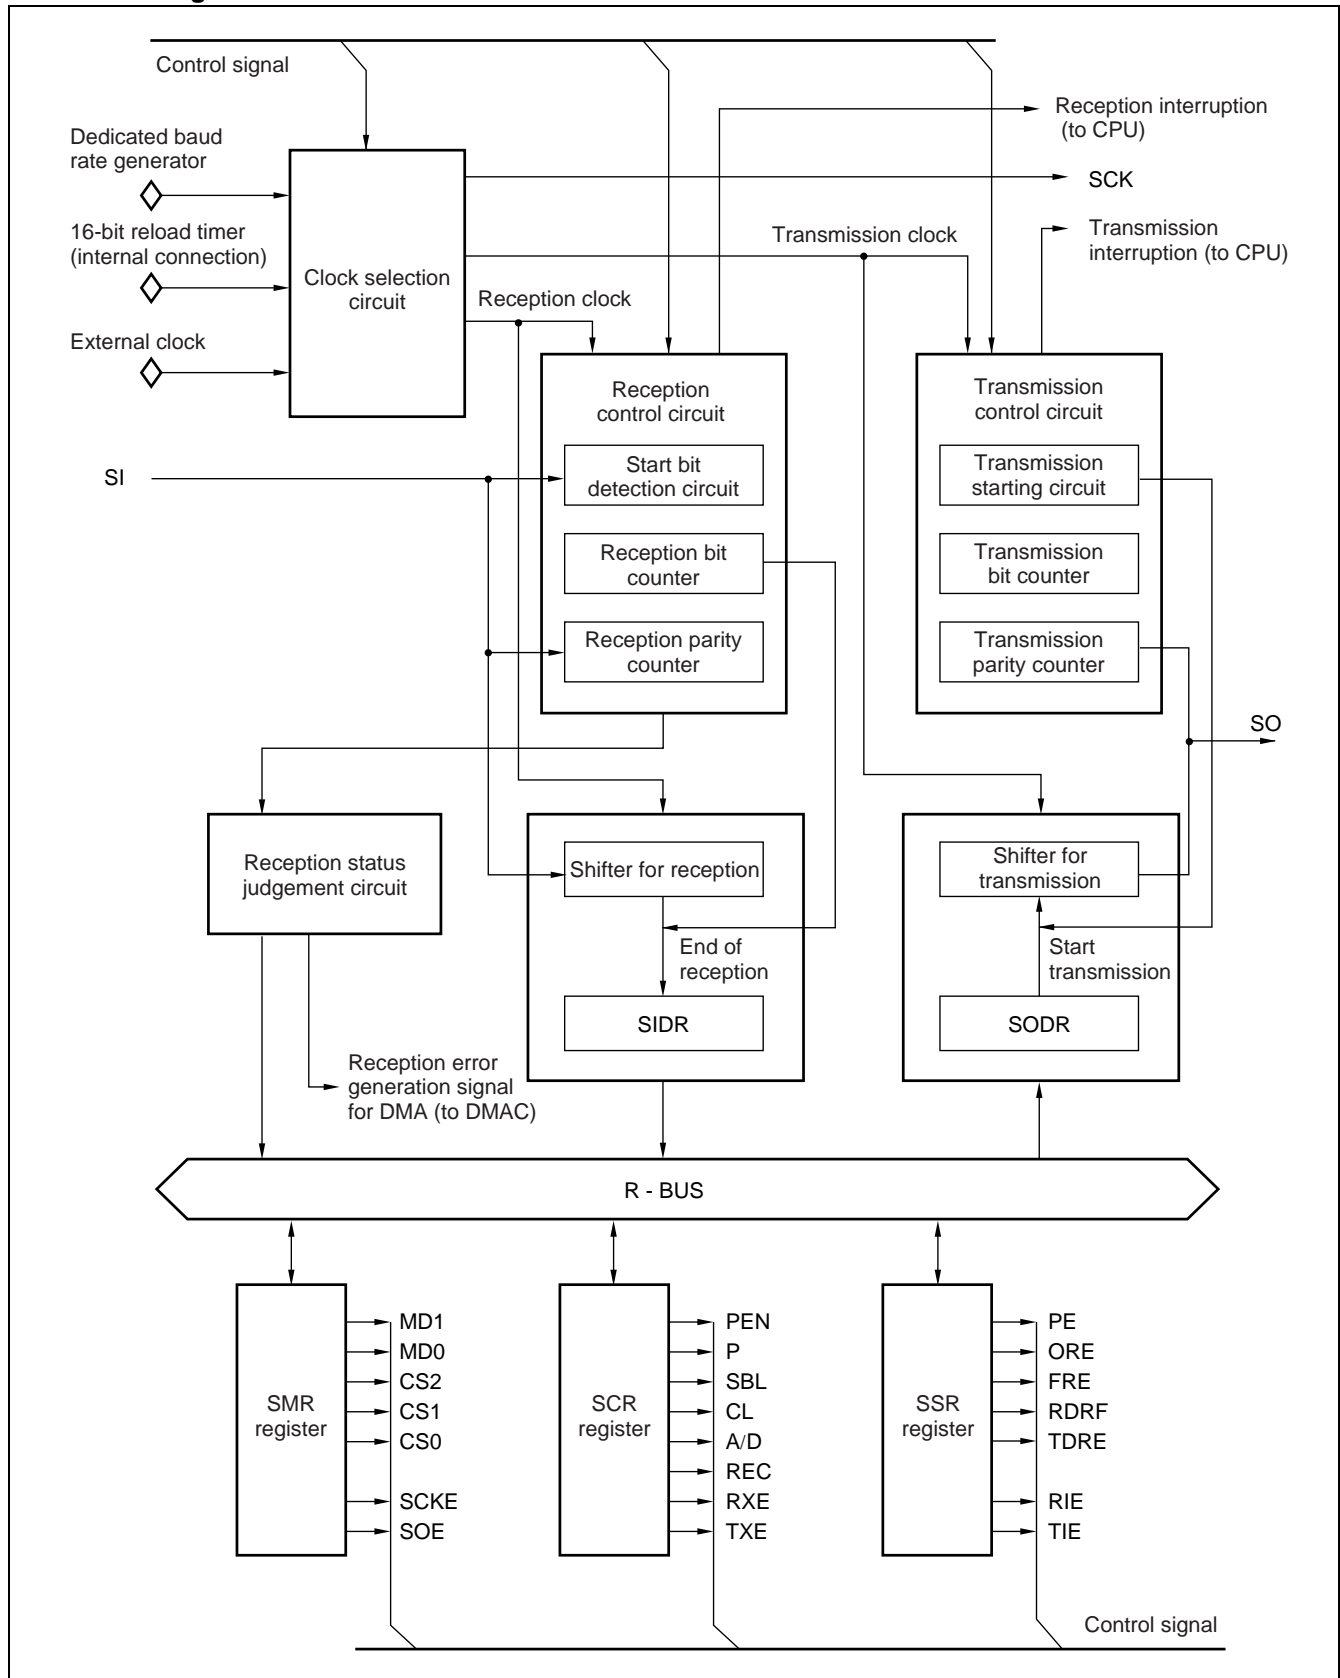 Control signal
Reception interruption
(to CPU)
Dedicated baud
rate generator
SCK
16-bit reload timer
(internal connection)
Transmission clock
Transmission
interruption (to CPU)
Clock selection
circuit
Reception clock
External clock
Reception
control circuit
Transmission
control circuit
SI
Start bit
detection circuit
Transmission
starting circuit
Reception bit
counter
Transmission
bit counter
Reception parity
counter
Transmission
parity counter
SO
Reception status
judgement circuit
Shifter for reception
Shifter for
transmission
End of
reception
Start
transmission
SIDR
SODR
Reception error
generation signal
for DMA (to DMAC)
R - BUS
SMR
register
MD1
MD0
CS2
CS1
CS0
SCKE
SOE
SCR
register
PEN
P
SBL
CL
A/D
REC
RXE
TXE
SSR
register
PE
ORE
FRE
RDRF
TDRE
RIE
TIE
Control signal